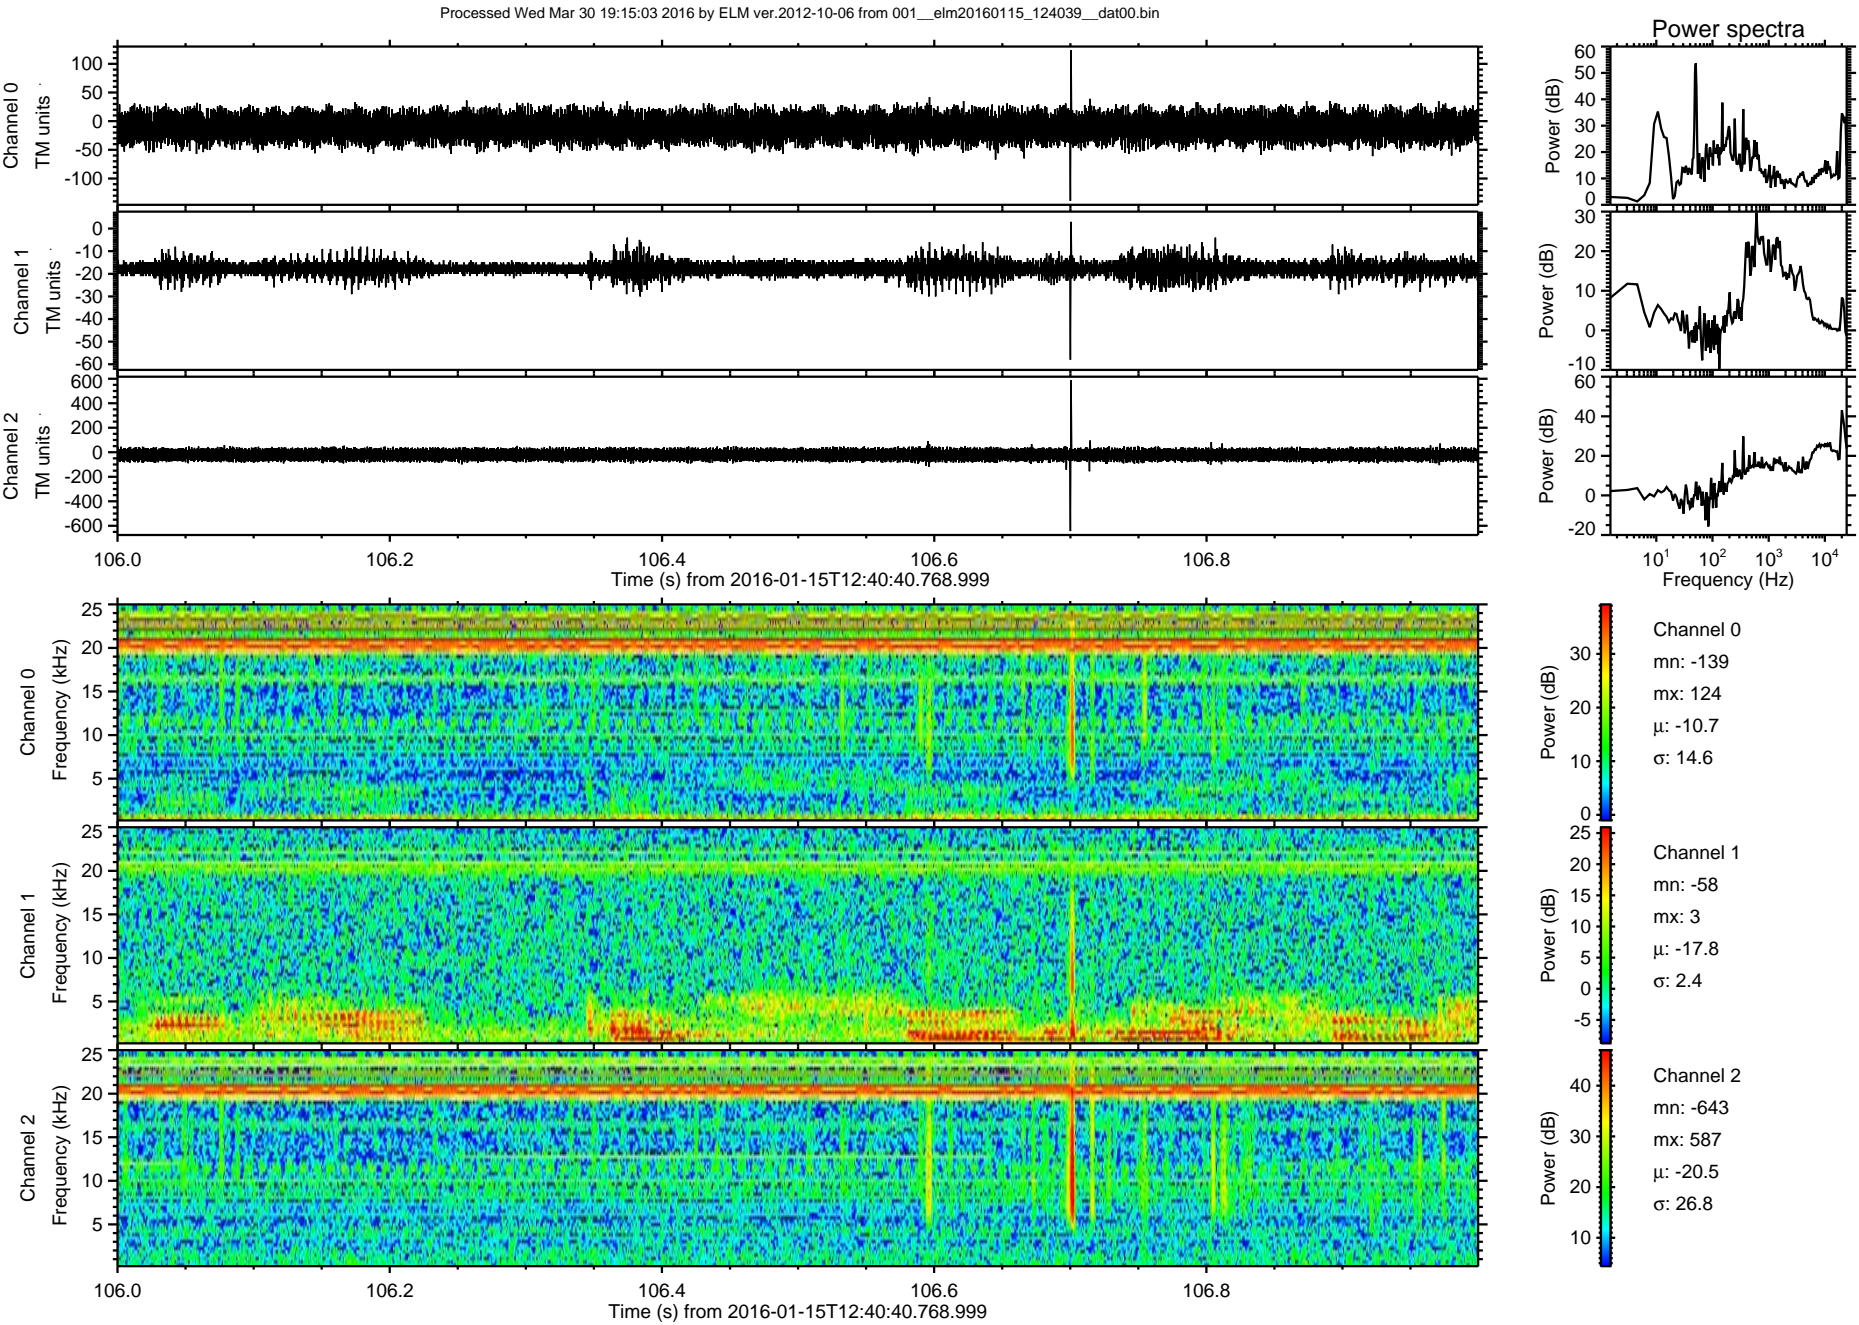 Processed Wed Mar 30 19:15:03 2016 by ELM ver.2012-10-06 from 001__elm20160115_124039__dat00.bin
Power spectra
Channel 0
TM units
100
50
0
-50
-100
Power (dB)
60
50
40
30
20
10
0
Channel 1
TM units
0
-10
-20
-30
-40
-50
-60
Power (dB)
30
20
10
0
-10
Channel 2
TM units
600
400
200
0
-200
-400
-600
Power (dB)
60
40
20
0
-20
106.0 106.2 106.4 106.6 106.8
Time (s) from 2016-01-15T12:40:40.768.999
10¹ 10² 10³ 10⁴
Frequency (Hz)
Channel 0
Frequency (kHz)
25
20
15
10
5
Power (dB)
30
20
10
0
Channel 0
mn: -139
mx: 124
µ: -10.7
σ: 14.6
Channel 1
Frequency (kHz)
25
20
15
10
5
Power (dB)
25
20
15
10
5
0
-5
Channel 1
mn: -58
mx: 3
µ: -17.8
σ: 2.4
Channel 2
Frequency (kHz)
25
20
15
10
5
Power (dB)
40
30
20
10
Channel 2
mn: -643
mx: 587
µ: -20.5
σ: 26.8
106.0 106.2 106.4 106.6 106.8
Time (s) from 2016-01-15T12:40:40.768.999